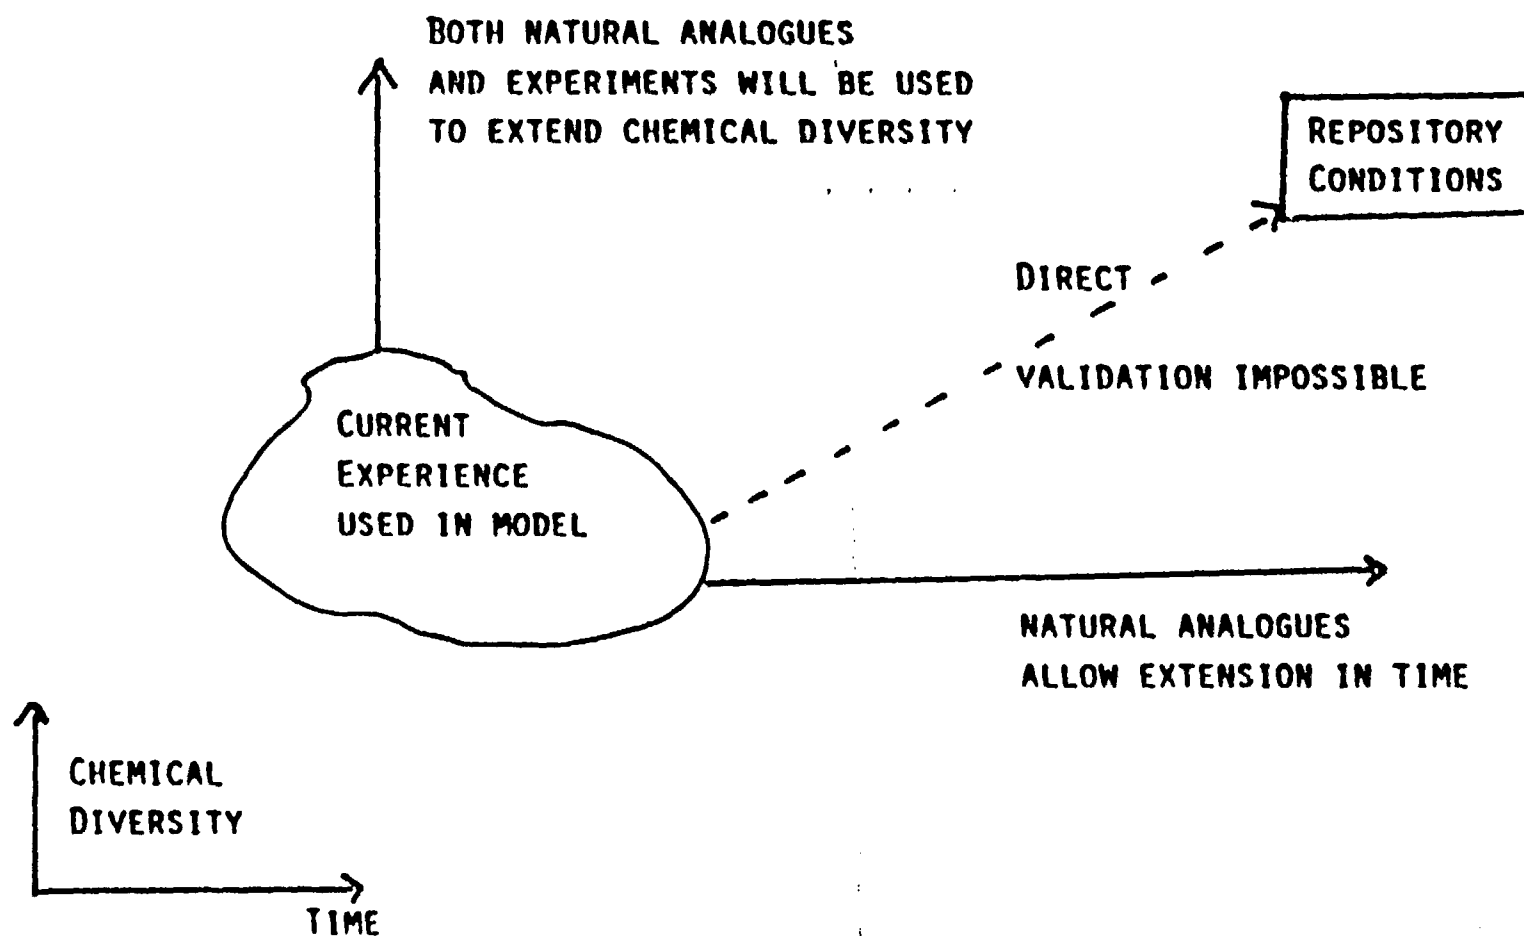 BOTH NATURAL ANALOGUES
AND EXPERIMENTS WILL BE USED
TO EXTEND CHEMICAL DIVERSITY
REPOSITORY
CONDITIONS
DIRECT
VALIDATION IMPOSSIBLE
CURRENT
EXPERIENCE
USED IN MODEL
NATURAL ANALOGUES
ALLOW EXTENSION IN TIME
CHEMICAL
DIVERSITY
TIME